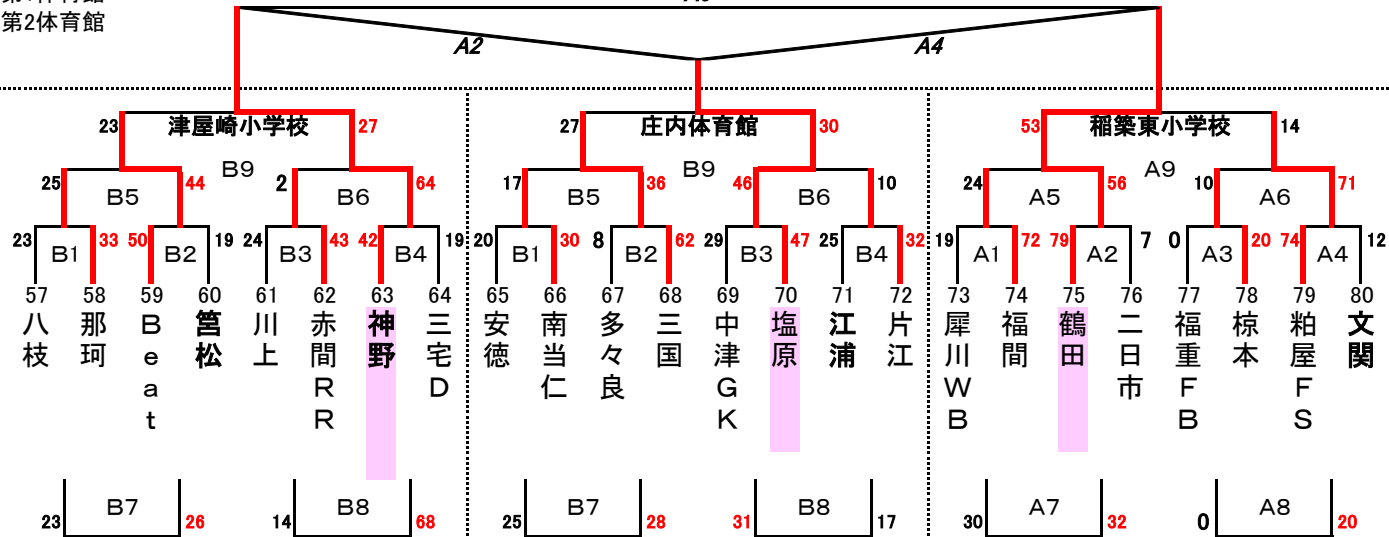 第2体育館
A2 A4
23 津屋崎小学校 27 27 庄内体育館 30 53 稲築東小学校 14
B9 B9 A9
25 B5 44 2 B6 64 17 B5 36 46 B6 10 24 A5 56 10 A6 71
23 B1 33 50 B2 19 24 B3 43 42 B4 19 20 B1 30 8 B2 62 29 B3 47 25 B4 32 19 A1 72 79 A2 7 0 A3 20 74 A4 12
57 58 59 60 61 62 63 64 65 66 67 68 69 70 71 72 73 74 75 76 77 78 79 80
八枝
那珂
Beat
筥松
川上
赤間RR
神野
三宅D
安徳
南当仁
多々良
三国
中津GK
塩原
江浦
片江
犀川WB
福間
鶴田
二日市
福重FB
椋本
粕屋FS
文関
23 B7 26 14 B8 68 25 B7 28 31 B8 17 30 A7 32 0 A8 20